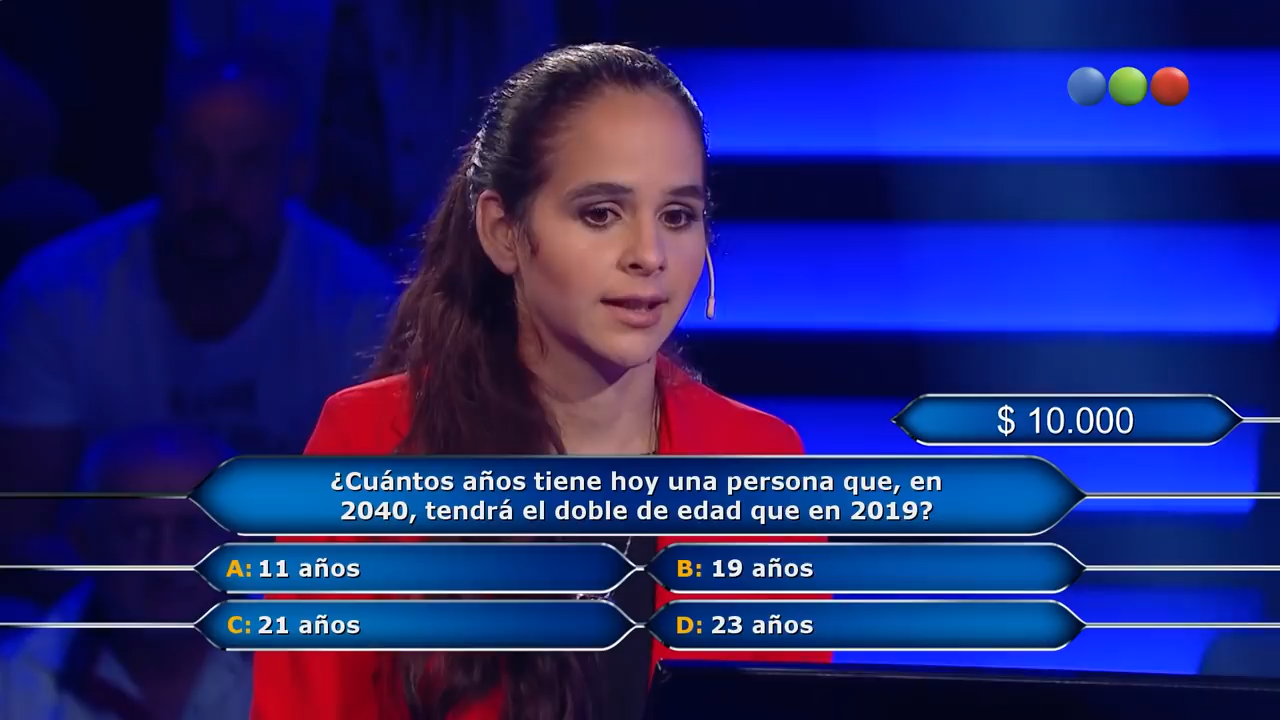 $ 10.000
¿Cuántos años tiene hoy una persona que, en
2040, tendrá el doble de edad que en 2019?
A: 11 años
B: 19 años
C: 21 años
D: 23 años